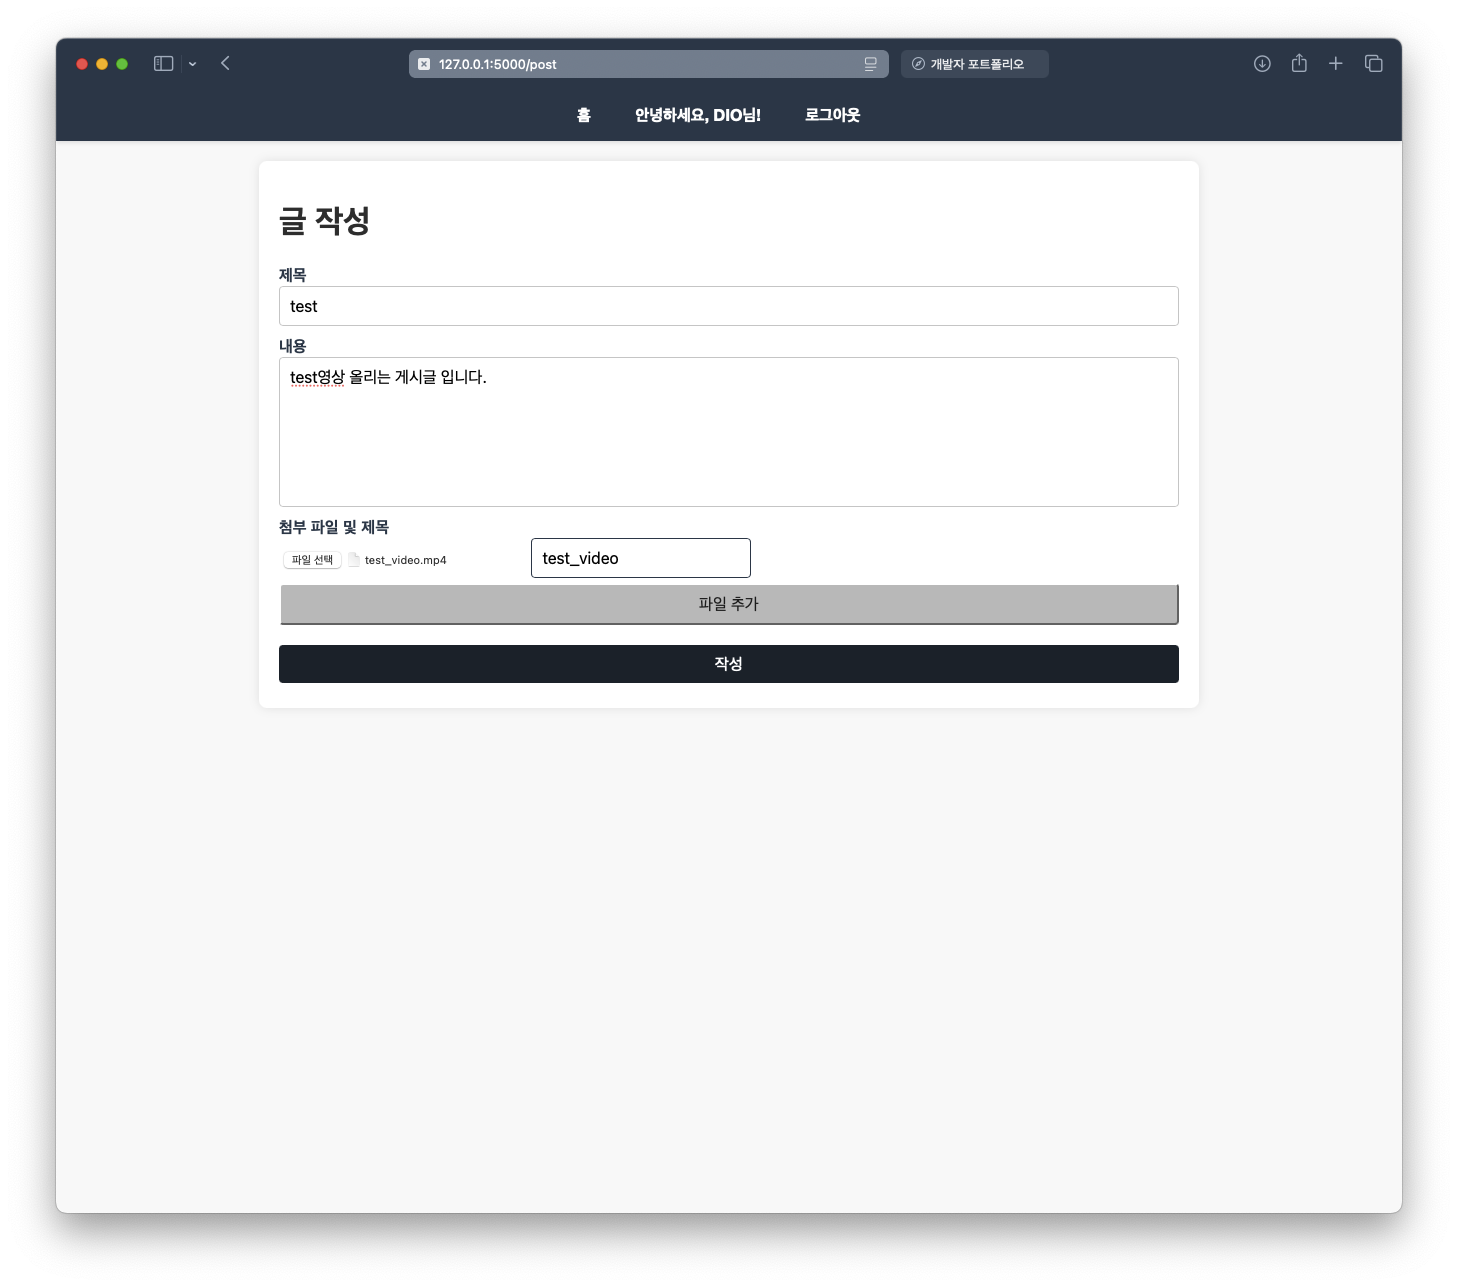 127.0.0.1:5000/post
개발자 포트폴리오
홈 안녕하세요, DIO님! 로그아웃
글 작성
제목
test
내용
test영상 올리는 게시글 입니다.
첨부 파일 및 제목
파일 선택 test_video.mp4 test_video
파일 추가
작성